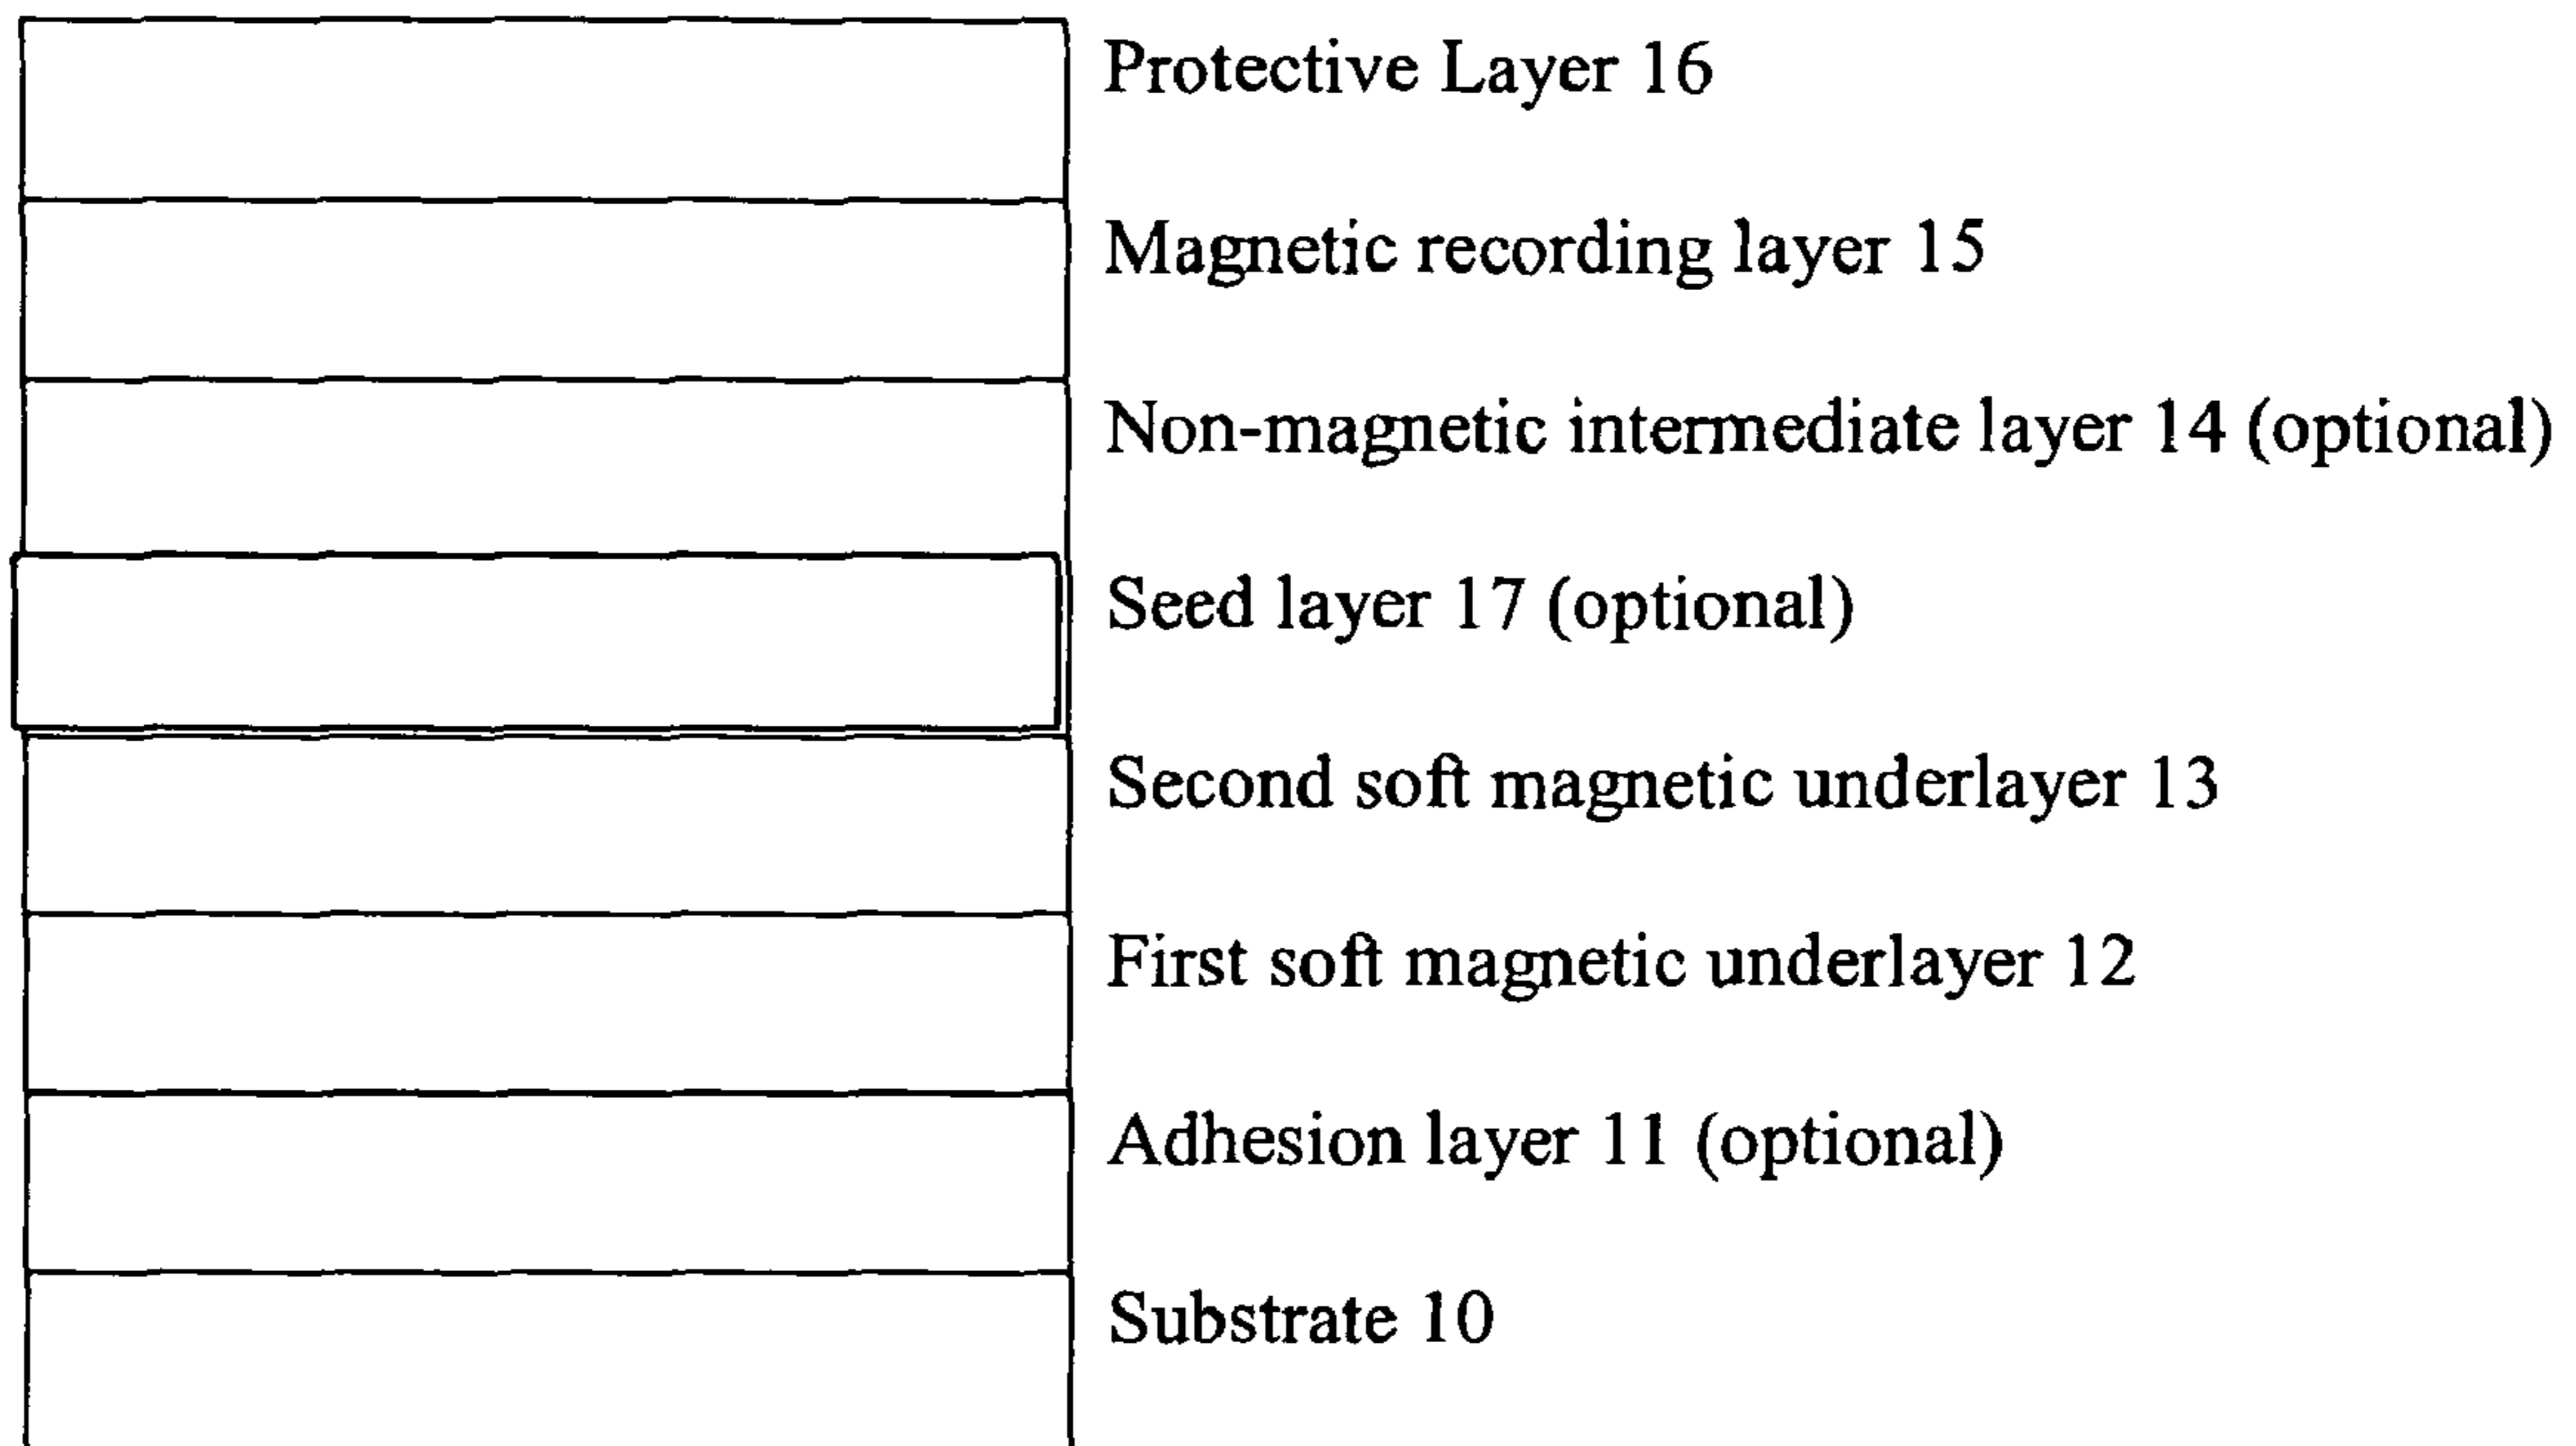 Protective Layer 16
Magnetic recording layer 15
Non-magnetic intermediate layer 14 (optional)
Seed layer 17 (optional)
Second soft magnetic underlayer 13
First soft magnetic underlayer 12
Adhesion layer 11 (optional)
Substrate 10